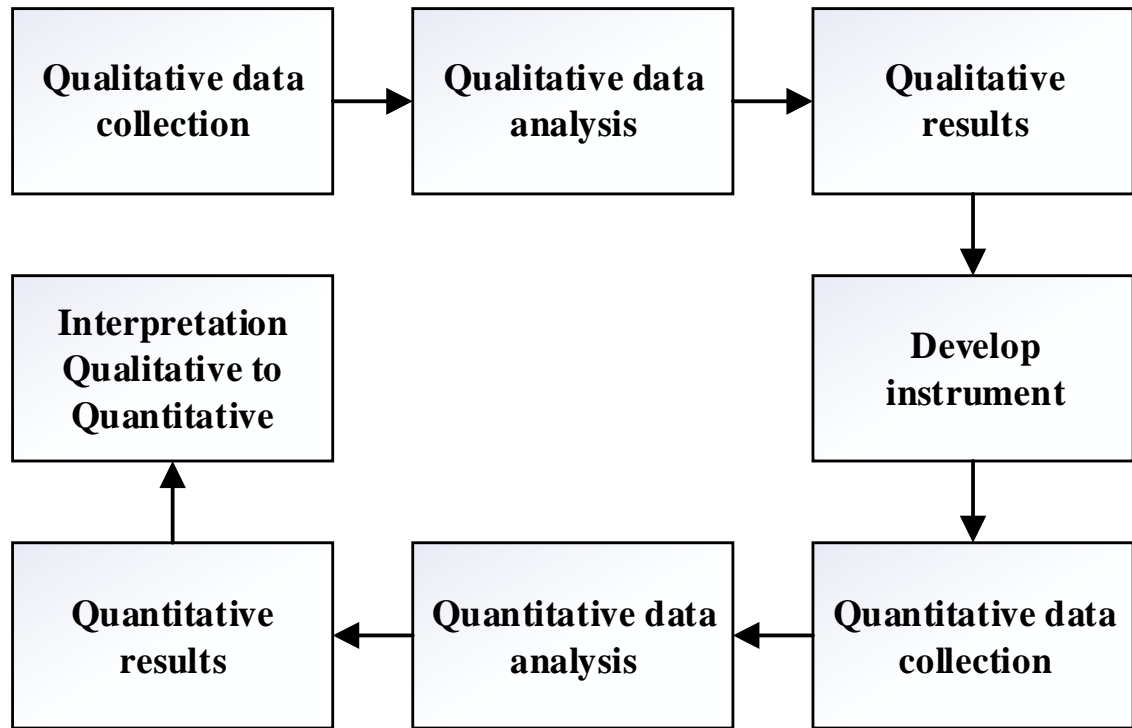 Qualitative data
collection
Qualitative data
analysis
Qualitative
results
Develop
instrument
Quantitative data
collection
Quantitative data
analysis
Quantitative
results
Interpretation
Qualitative to
Quantitative